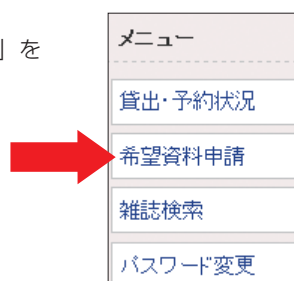 」を
メニュー
貸出・予約状況
希望資料申請
雑誌検索
パスワード変更